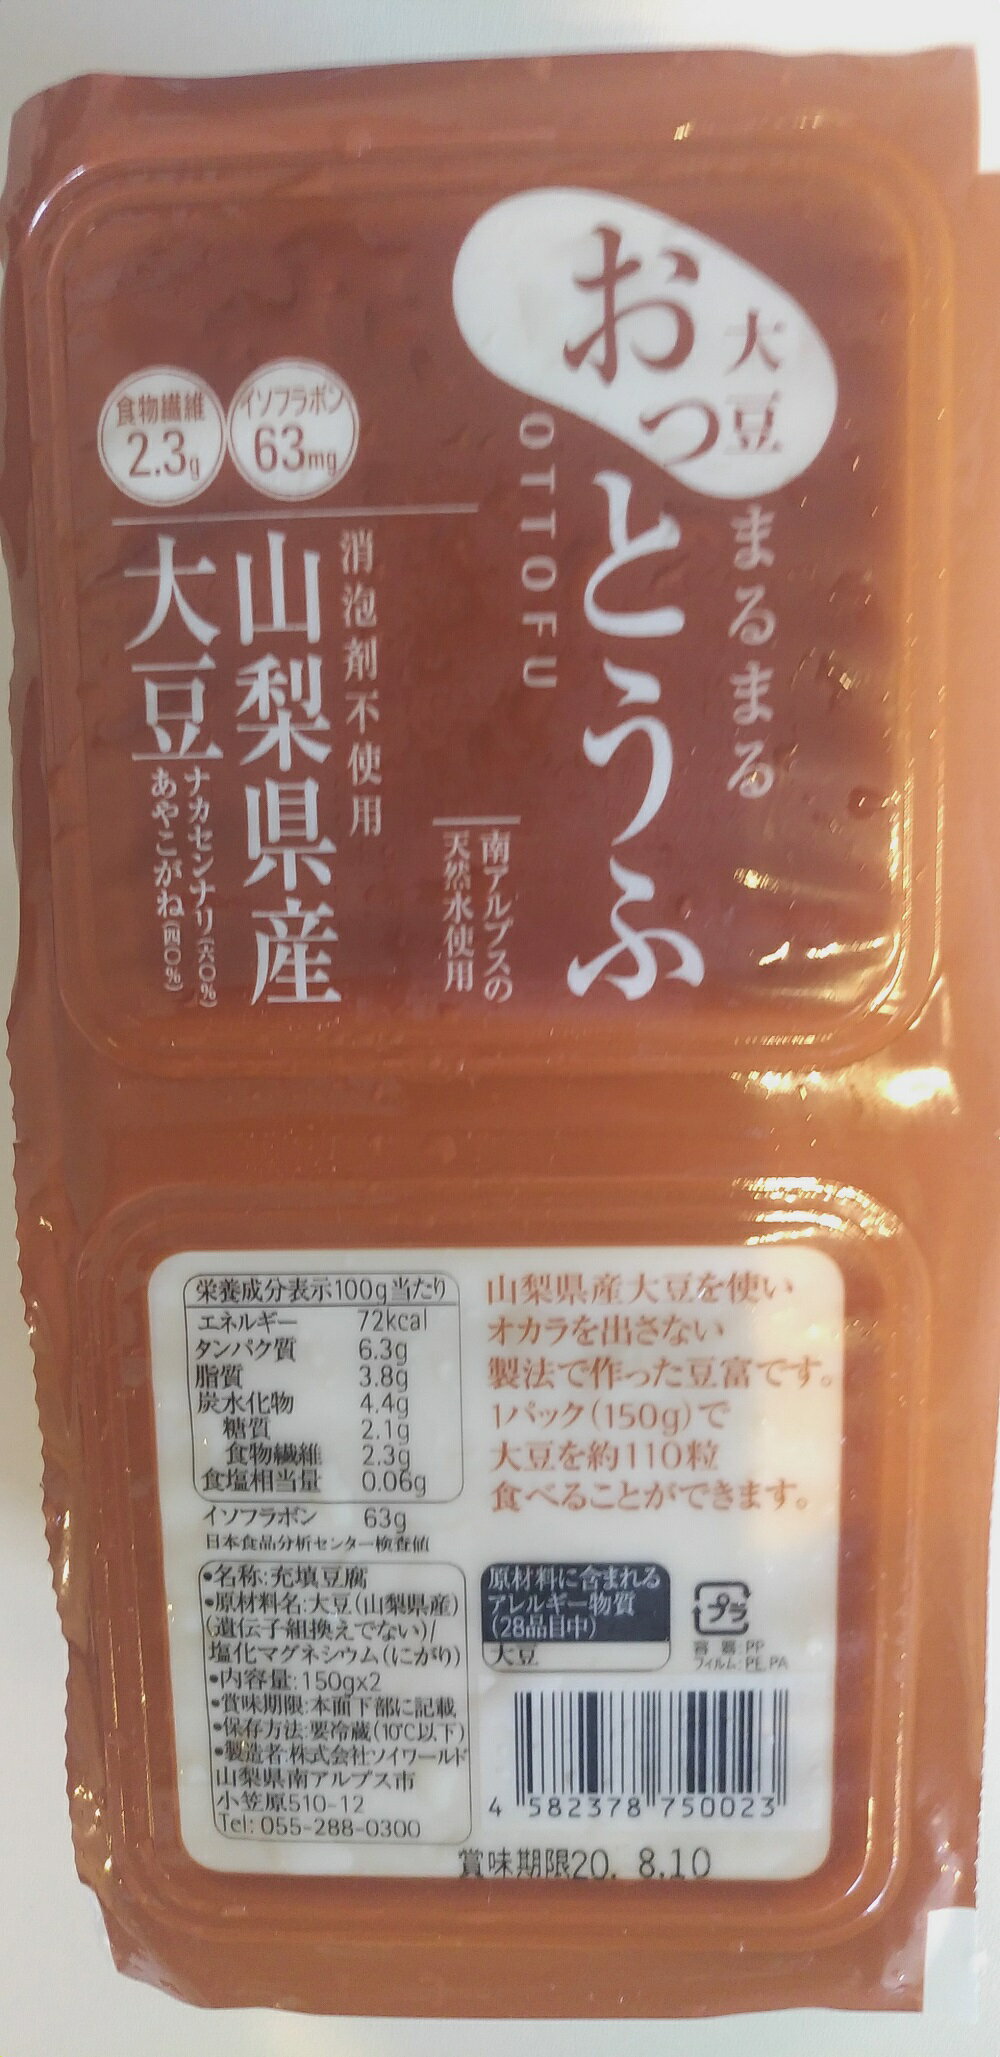 大豆
まるまる
おっとうふ
OTTOFU
南アルプスの
天然水使用
イソフラボン
63mg
食物繊維
2.3g
消泡剤不使用
山梨県産
大豆
ナカセンナリ(六〇%)
あやこがね(四〇%)
栄養成分表示100g当たり
エネルギー 72kcal
タンパク質 6.3g
脂質 3.8g
炭水化物 4.4g
糖質 2.1g
食物繊維 2.3g
食塩相当量 0.06g
イソフラボン 63g
日本食品分析センター検査値
山梨県産大豆を使い
オカラを出さない
製法で作った豆富です。
1パック(150g)で
大豆を約110粒
食べることができます。
•名称:充填豆腐
•原材料名:大豆(山梨県産)
(遺伝子組換えでない)/
塩化マグネシウム(にがり)
•内容量:150gx2
•賞味期限:本面下部に記載
•保存方法:要冷蔵(10℃以下)
•製造者:株式会社ソイワールド
山梨県南アルプス市
小笠原510-12
Tel:055-288-0300
原材料に含まれる
アレルギー物質
(28品目中)
大豆
プラ
容器:PP
フィルム:PE,PA
4 582378 750023
賞味期限20. 8.10